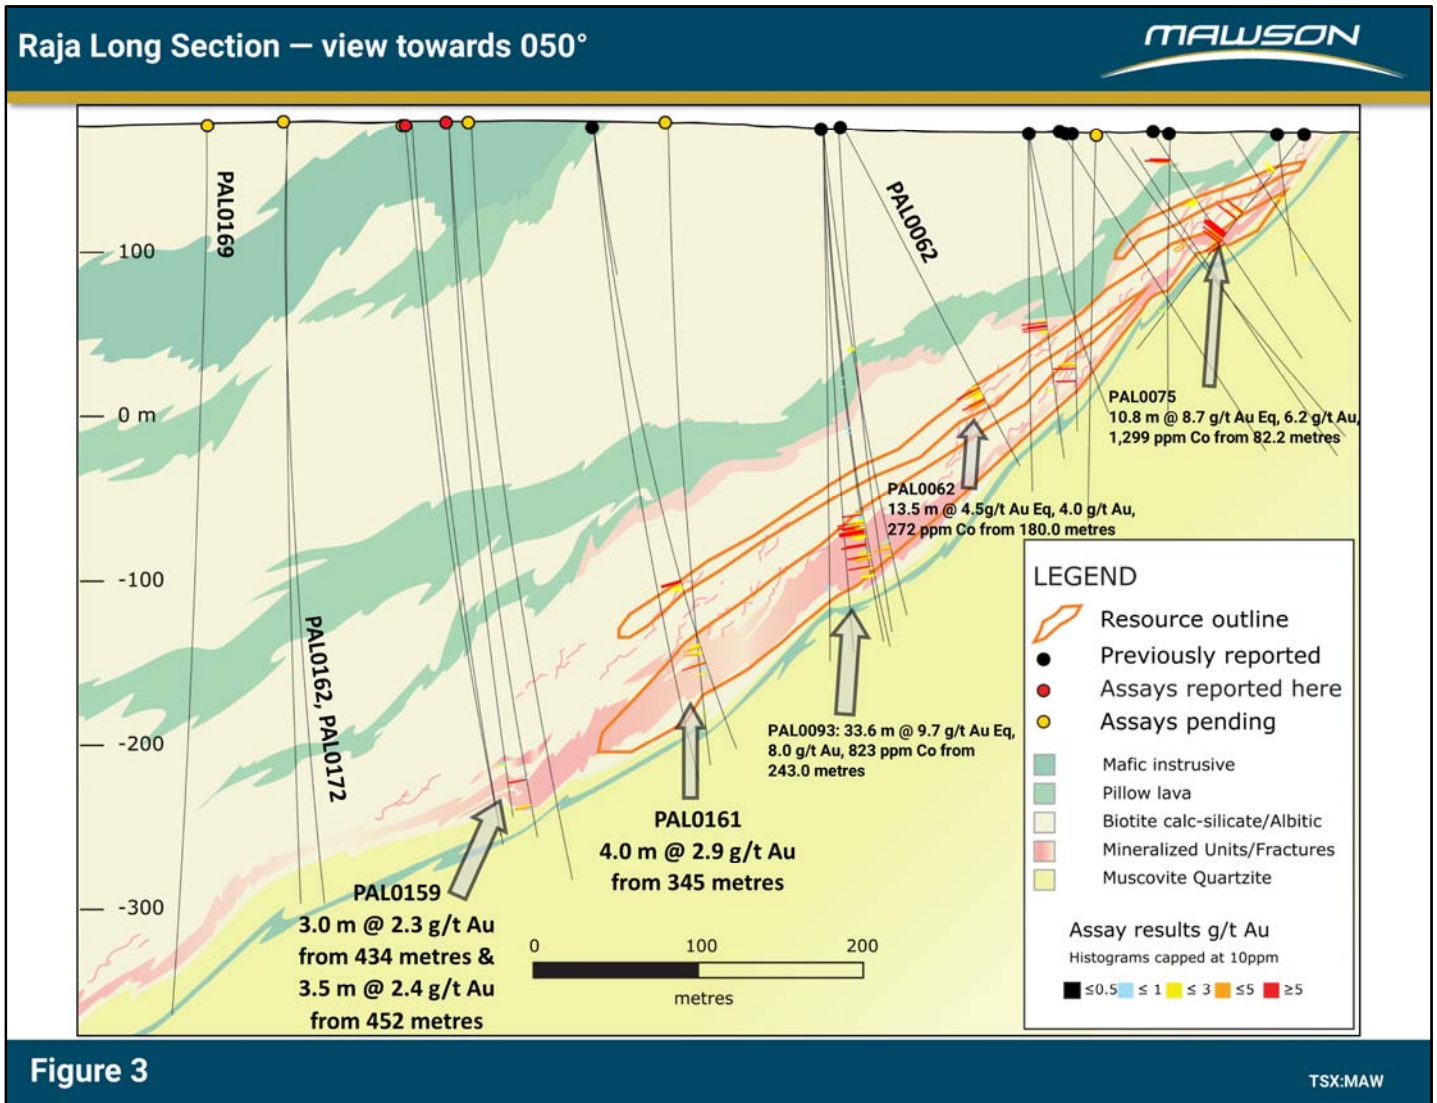 Raja Long Section — view towards 050°
MAWSON
PAL0169
PAL0062
100
0 m
-100
-200
-300
PAL0162, PAL0172
PAL0075
10.8 m @ 8.7 g/t Au Eq, 6.2 g/t Au,
1,299 ppm Co from 82.2 metres
PAL0062
13.5 m @ 4.5g/t Au Eq, 4.0 g/t Au,
272 ppm Co from 180.0 metres
PAL0093: 33.6 m @ 9.7 g/t Au Eq,
8.0 g/t Au, 823 ppm Co from
243.0 metres
PAL0161
4.0 m @ 2.9 g/t Au
from 345 metres
PAL0159
3.0 m @ 2.3 g/t Au
from 434 metres &
3.5 m @ 2.4 g/t Au
from 452 metres
0 100 200
metres
LEGEND
Resource outline
Previously reported
Assays reported here
Assays pending
Mafic instrusive
Pillow lava
Biotite calc-silicate/Albitic
Mineralized Units/Fractures
Muscovite Quartzite
Assay results g/t Au
Histograms capped at 10ppm
≤0.5 ≤ 1 ≤ 3 ≤5 ≥5
Figure 3
TSX:MAW